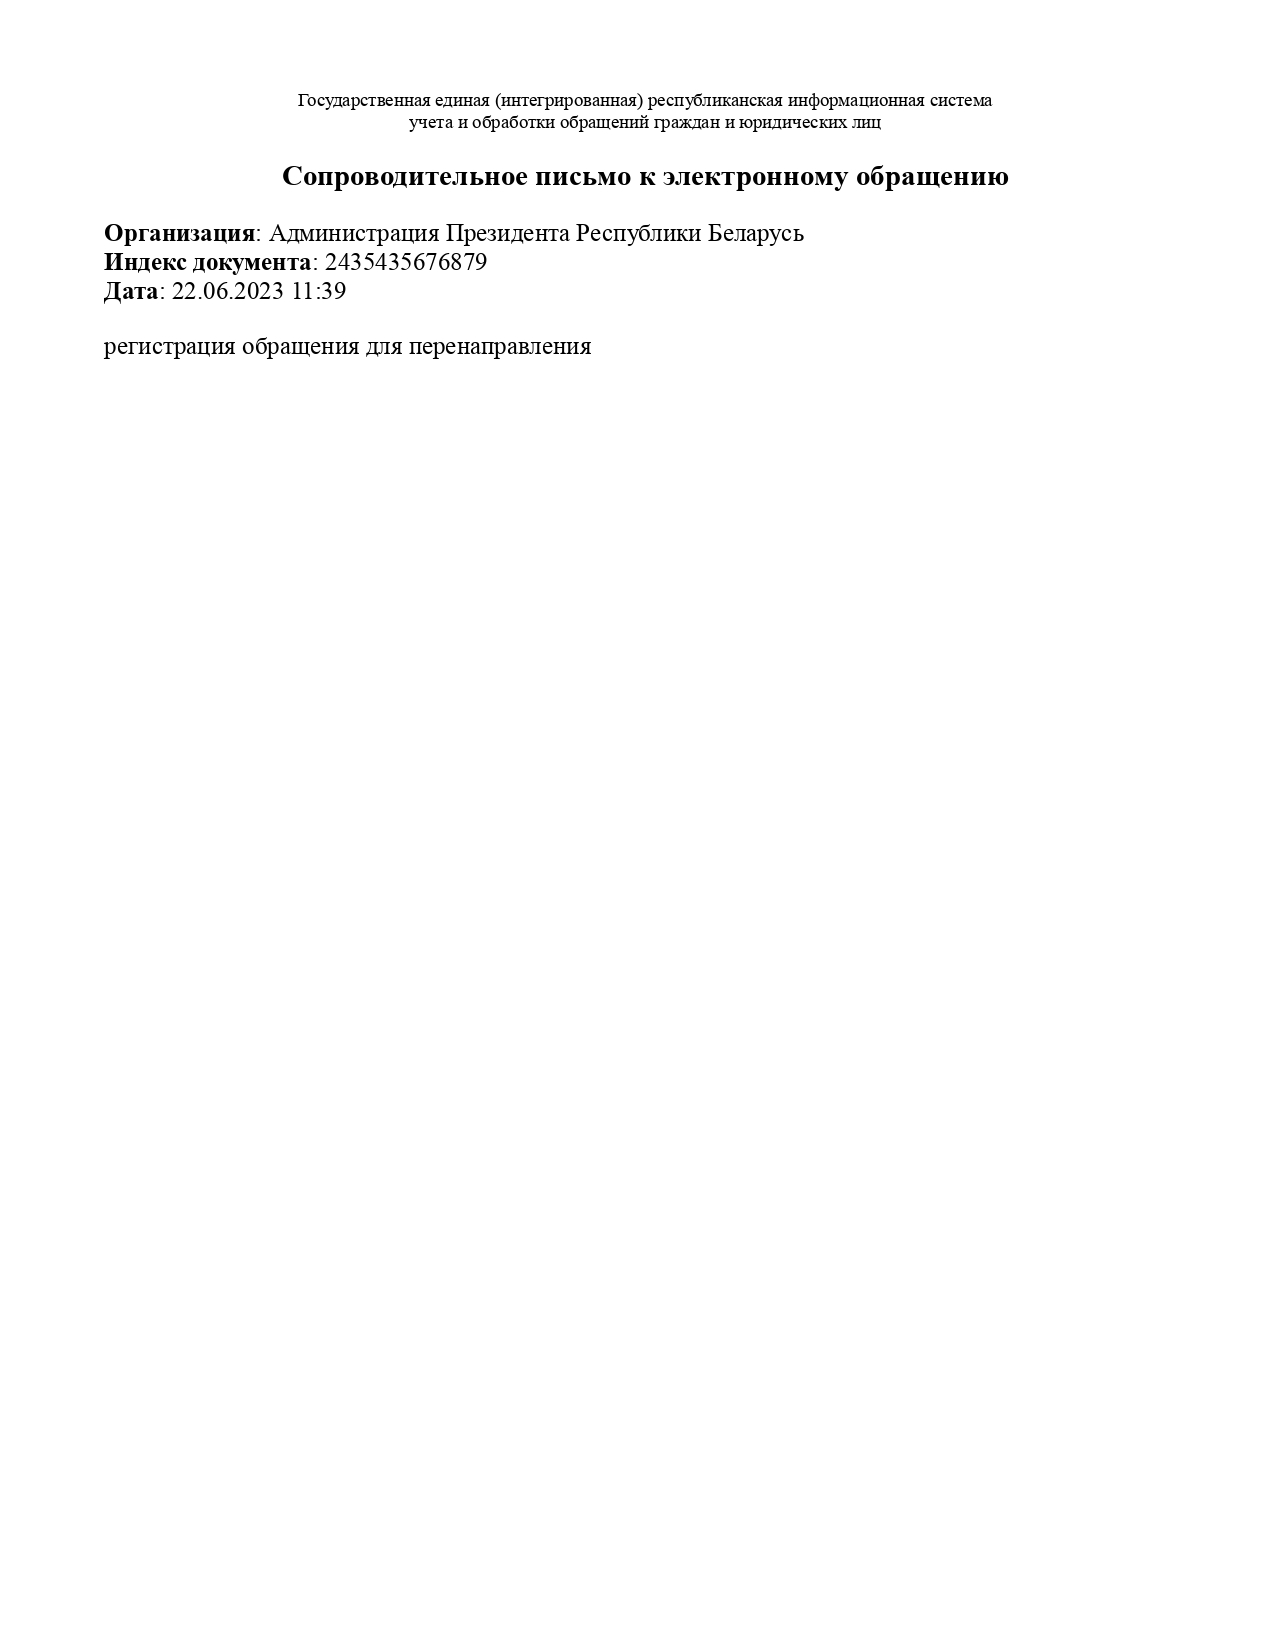 Государственная единая (интегрированная) республиканская информационная система
учета и обработки обращений граждан и юридических лиц
Сопроводительное письмо к электронному обращению
Организация: Администрация Президента Республики Беларусь
Индекс документа: 2435435676879
Дата: 22.06.2023 11:39
регистрация обращения для перенаправления